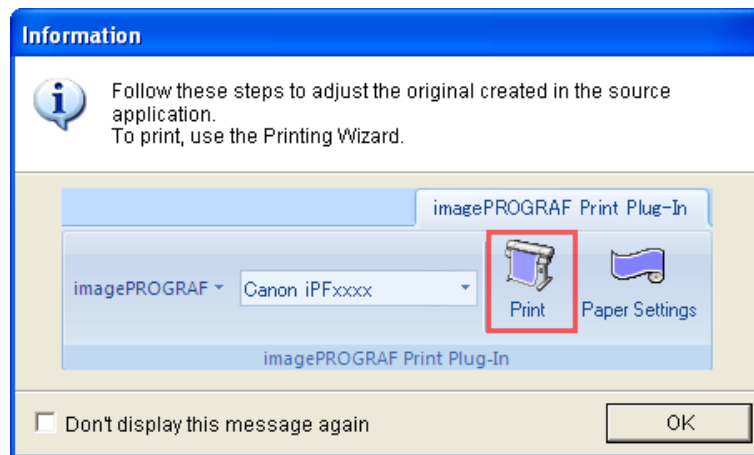 Information
Follow these steps to adjust the original created in the source
application.
To print, use the Printing Wizard.
imagePROGRAF Print Plug-In
imagePROGRAF
Canon iPFxxxx
Print
Paper Settings
imagePROGRAF Print Plug-In
Don't display this message again
OK